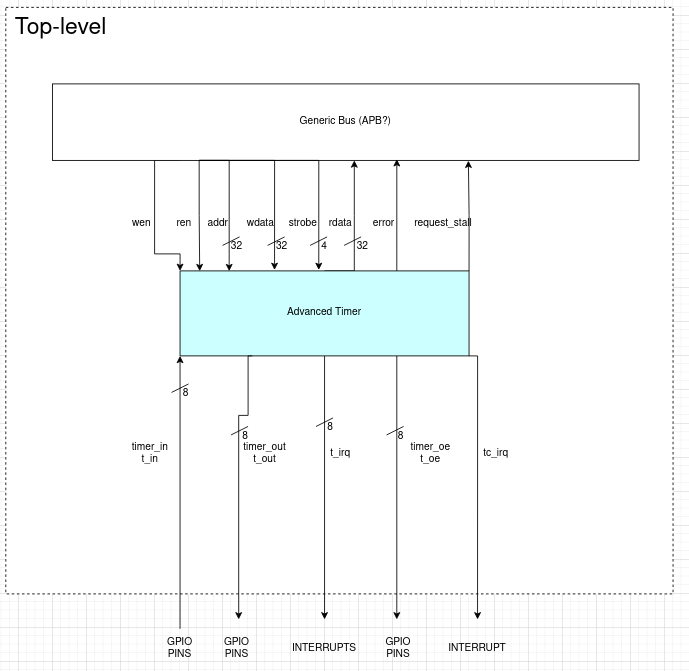 Top-level
Generic Bus (APB?)
wen
ren
addr
wdata
strobe
rdata
error
request_stall
32
32
4
32
Advanced Timer
8
8
8
8
timer_in
t_in
timer_out
t_out
t_irq
timer_oe
t_oe
tc_irq
GPIO
PINS
GPIO
PINS
INTERRUPTS
GPIO
PINS
INTERRUPT